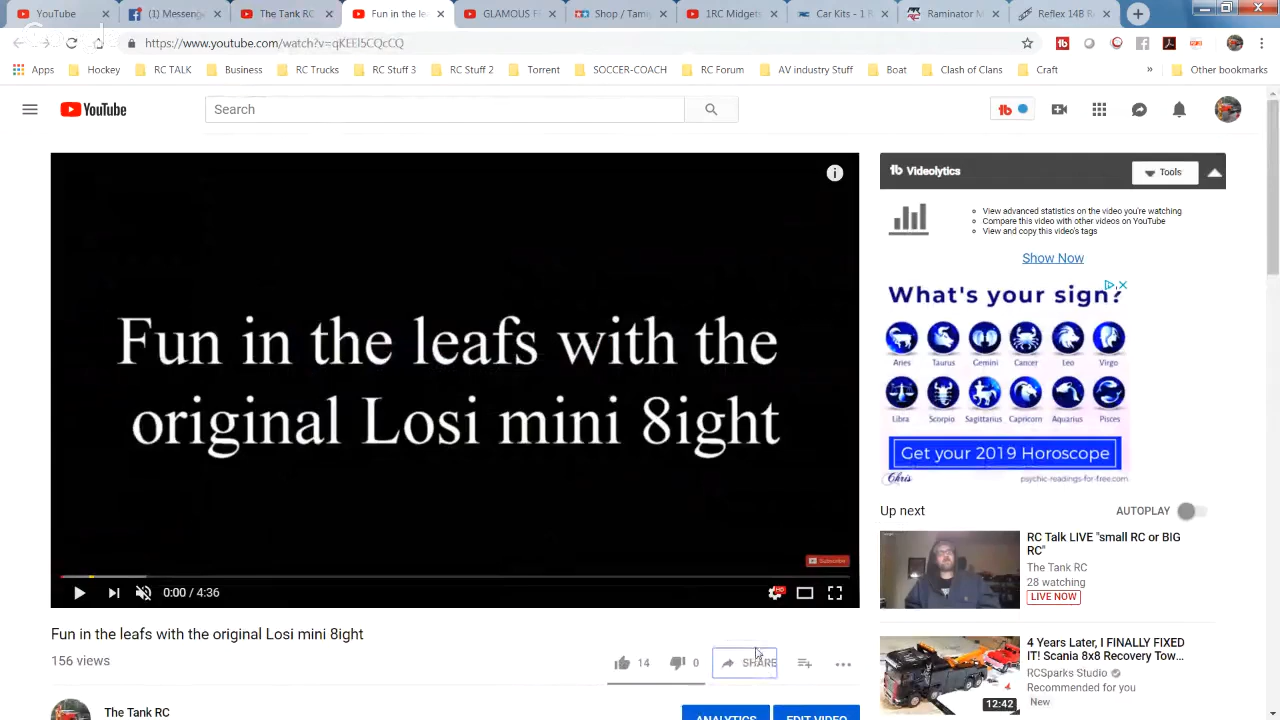 YouTube
(1) Messeng
The Tank RC
Fun in the lea
GLAMOUS F
Shop / Tamiy
1RC Midgets
Car Kits - 1 R
Raminator M
Reflex 14B R
https://www.youtube.com/watch?v=qKEEl5CQcCQ
Apps
Hockey
RC TALK
Business
RC Trucks
RC Stuff 3
RC Stuff 2
Torrent
SOCCER-COACH
RC Forum
AV industry Stuff
Boat
Clash of Clans
Craft
»
Other bookmarks
YouTube
Search
Fun in the leafs with the
original Losi mini 8ight
Subscribe
0:00 / 4:36
HD
Fun in the leafs with the original Losi mini 8ight
156 views
14
0
SHARE
The Tank RC
ANALYTICS
EDIT VIDEO
Videolytics
Tools
View advanced statistics on the video you're watching
Compare this video with other videos on YouTube
View and copy this video's tags
Show Now
What's your sign?
Aries Taurus Gemini Cancer Leo Virgo
Libra Scorpio Sagittarius Capricorn Aquarius Pisces
Get your 2019 Horoscope
Chris
psychic-readings-for-free.com
Up next
AUTOPLAY
RC Talk LIVE "small RC or BIG
RC"
The Tank RC
28 watching
LIVE NOW
4 Years Later, I FINALLY FIXED
IT! Scania 8x8 Recovery Tow...
RCSparks Studio
Recommended for you
New
12:42